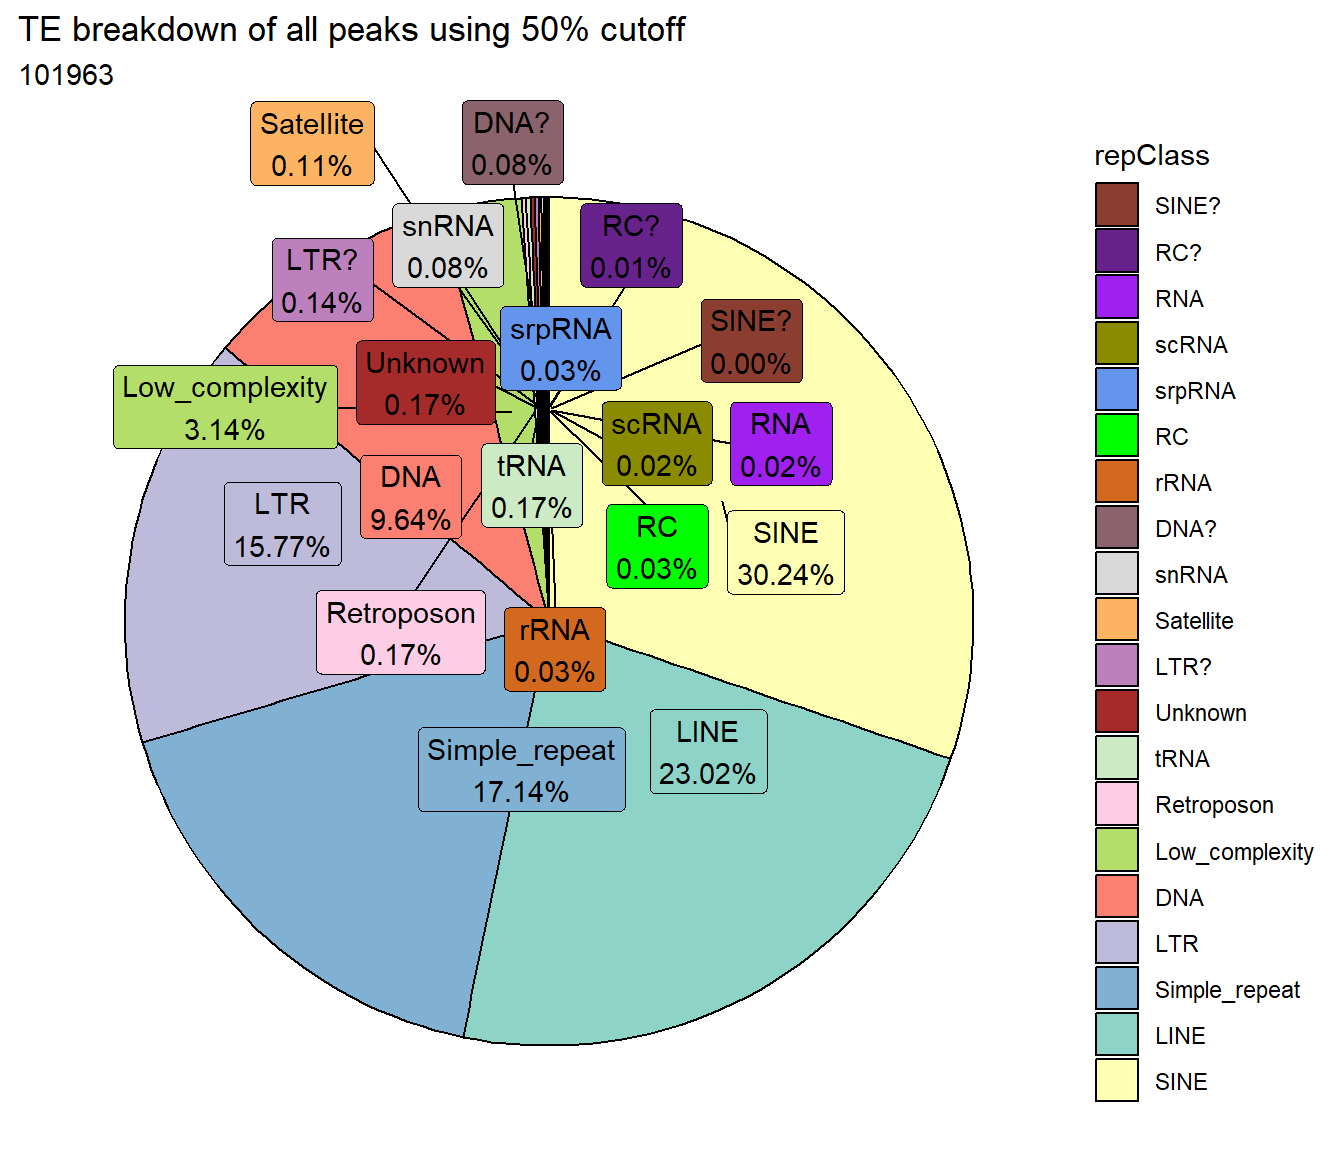 TE breakdown of all peaks using 50% cutoff
101963
Satellite
0.11%
DNA?
0.08%
snRNA
0.08%
RC?
0.01%
LTR?
0.14%
srpRNA
0.03%
SINE?
0.00%
Unknown
0.17%
Low_complexity
3.14%
scRNA
0.02%
RNA
0.02%
tRNA
0.17%
DNA
9.64%
LTR
15.77%
RC
0.03%
SINE
30.24%
Retroposon
0.17%
rRNA
0.03%
LINE
23.02%
Simple_repeat
17.14%
repClass
SINE?
RC?
RNA
scRNA
srpRNA
RC
rRNA
DNA?
snRNA
Satellite
LTR?
Unknown
tRNA
Retroposon
Low_complexity
DNA
LTR
Simple_repeat
LINE
SINE